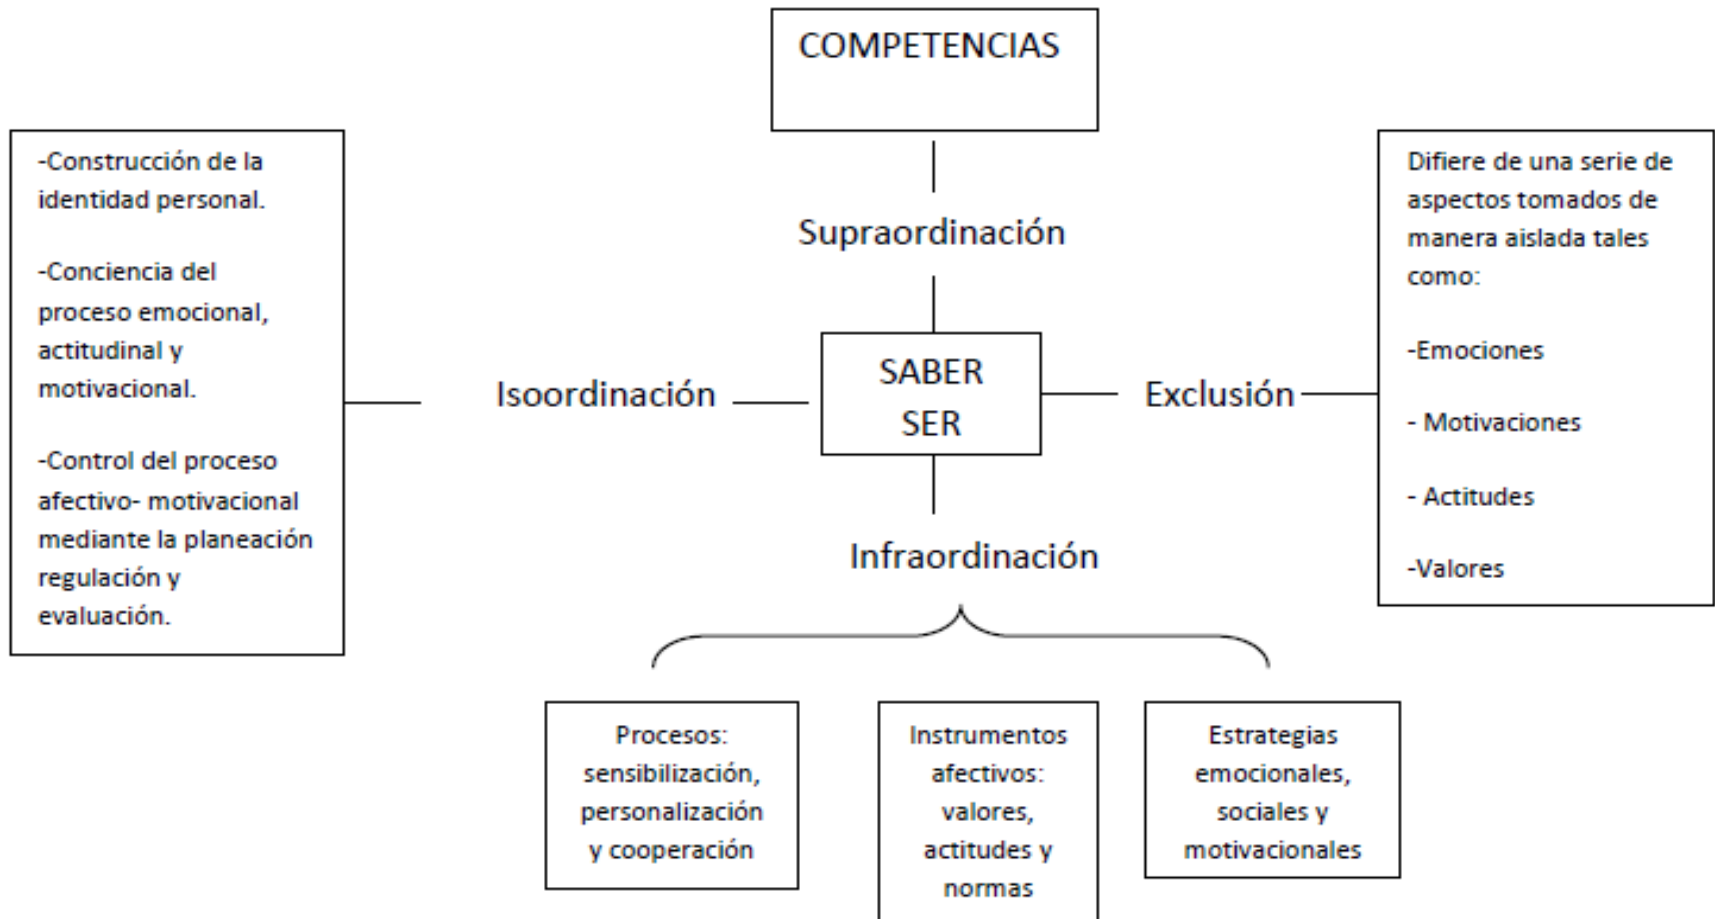 COMPETENCIAS
Supraordinación
-Construcción de la
identidad personal.
-Conciencia del
proceso emocional,
actitudinal y
motivacional.
-Control del proceso
afectivo- motivacional
mediante la planeación
regulación y
evaluación.
Isoordinación
SABER
SER
Exclusión
Difiere de una serie de
aspectos tomados de
manera aislada tales
como:
-Emociones
- Motivaciones
- Actitudes
-Valores
Infraordinación
Procesos:
sensibilización,
personalización
y cooperación
Instrumentos
afectivos:
valores,
actitudes y
normas
Estrategias
emocionales,
sociales y
motivacionales